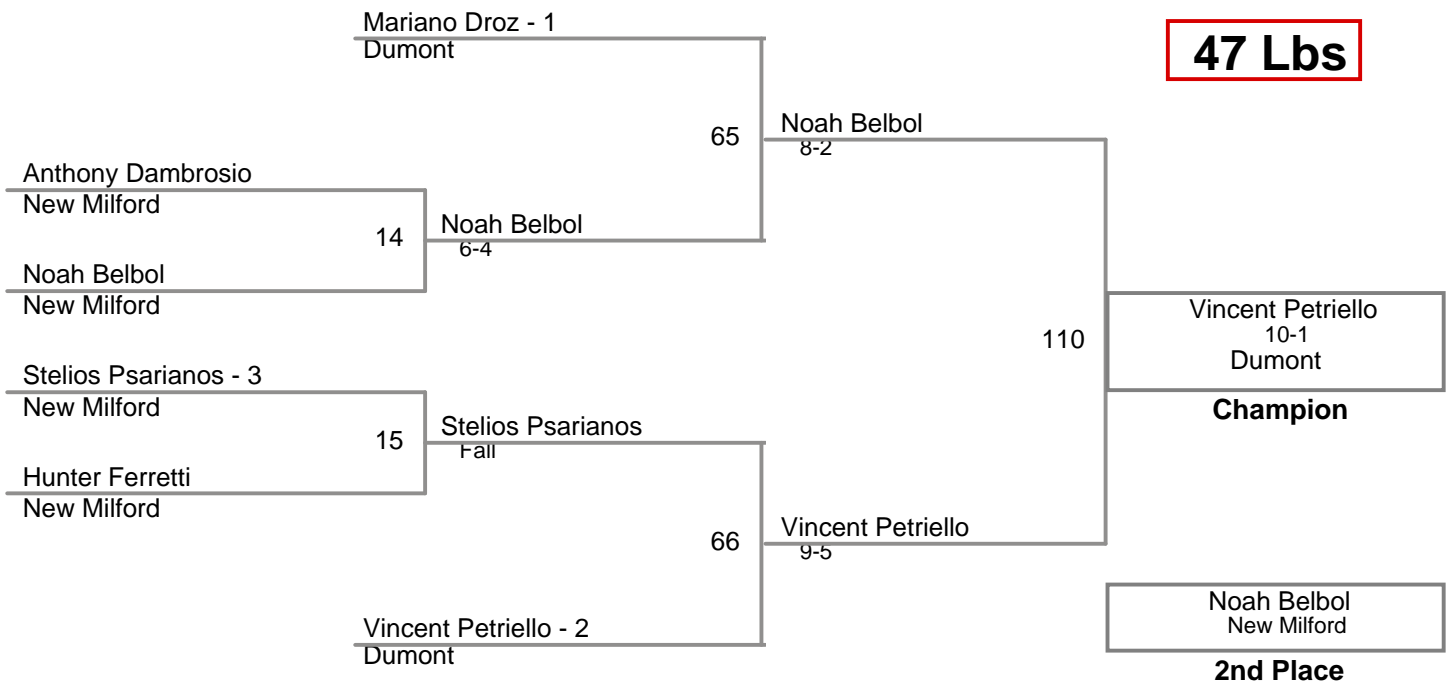 Mariano Droz - 1
Dumont
47 Lbs
65
Noah Belbol
8-2
Anthony Dambrosio
New Milford
14
Noah Belbol
6-4
Noah Belbol
New Milford
Vincent Petriello
10-1
Dumont
Champion
110
Stelios Psarianos - 3
New Milford
15
Stelios Psarianos
Fall
Hunter Ferretti
New Milford
66
Vincent Petriello
9-5
Vincent Petriello - 2
Dumont
Noah Belbol
New Milford
2nd Place